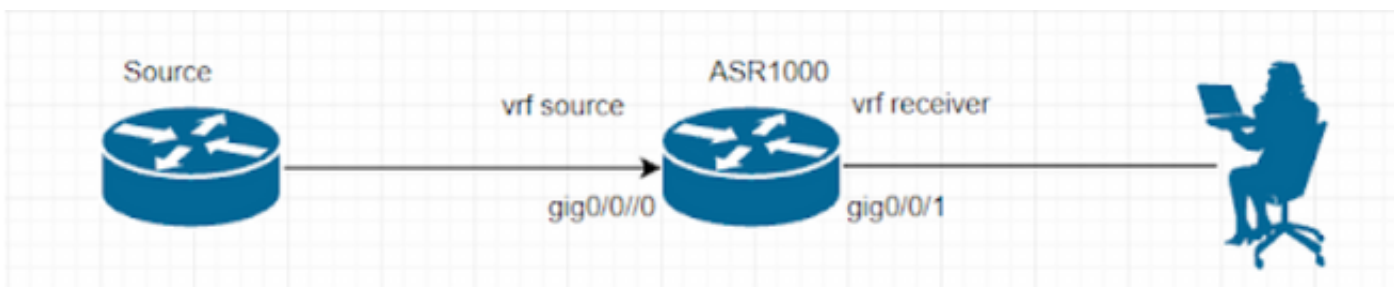 Source
ASR1000
vrf source
vrf receiver
gig0/0//0
gig0/0/1